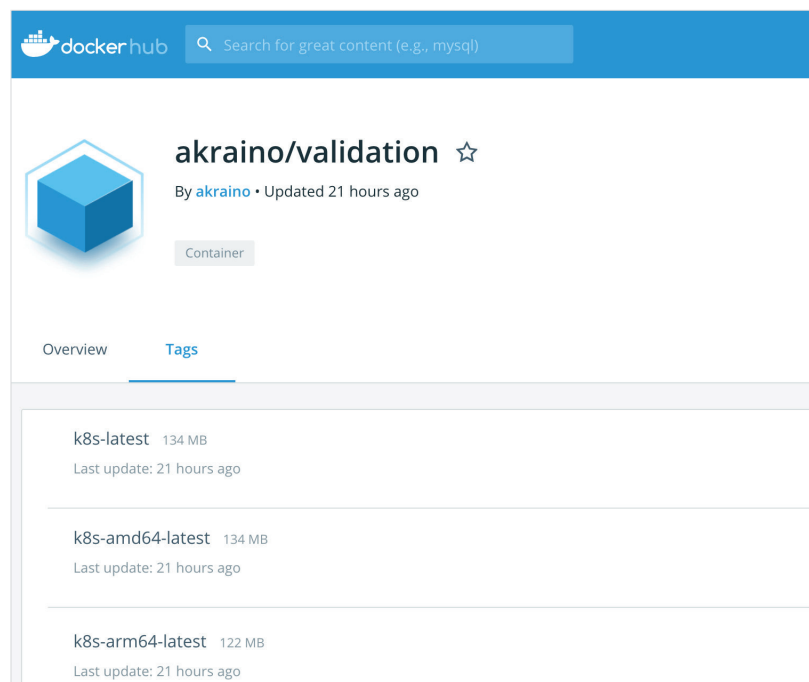 dockerhub
Search for great content (e.g., mysql)
akraino/validation
By akraino • Updated 21 hours ago
Container
Overview Tags
k8s-latest 134 MB
Last update: 21 hours ago
k8s-amd64-latest 134 MB
Last update: 21 hours ago
k8s-arm64-latest 122 MB
Last update: 21 hours ago